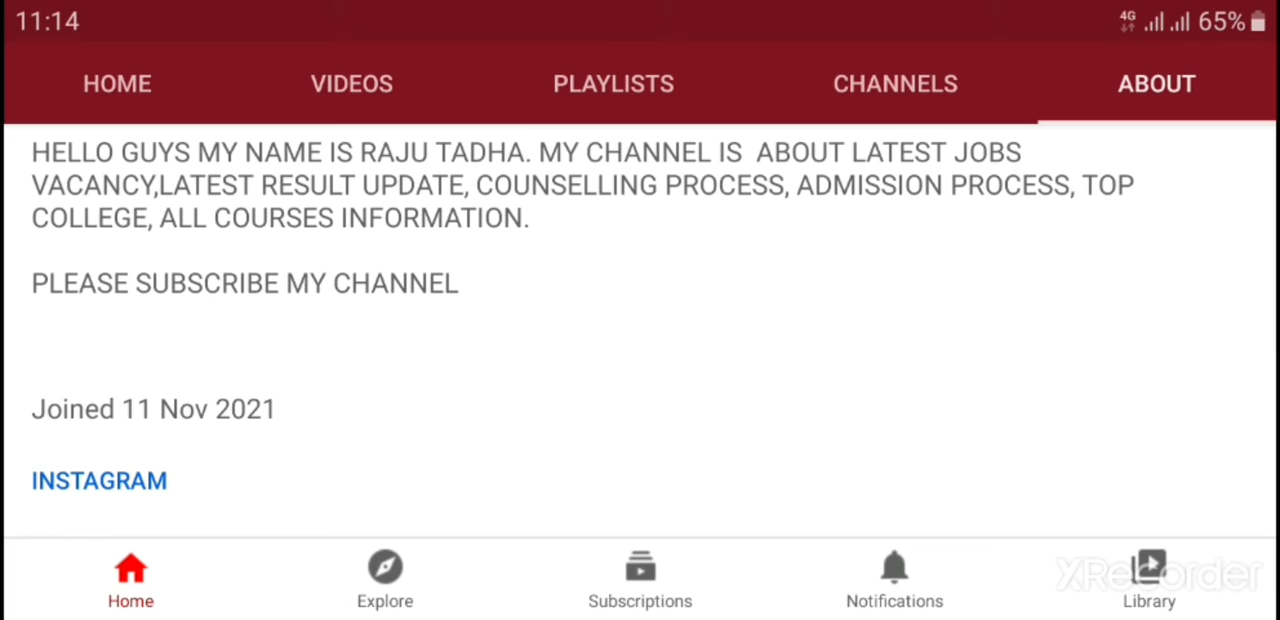 11:14
4G 65%
HOME VIDEOS PLAYLISTS CHANNELS ABOUT
HELLO GUYS MY NAME IS RAJU TADHA. MY CHANNEL IS  ABOUT LATEST JOBS
VACANCY,LATEST RESULT UPDATE, COUNSELLING PROCESS, ADMISSION PROCESS, TOP
COLLEGE, ALL COURSES INFORMATION.
PLEASE SUBSCRIBE MY CHANNEL
Joined 11 Nov 2021
INSTAGRAM
XRecorder
Home Explore Subscriptions Notifications Library